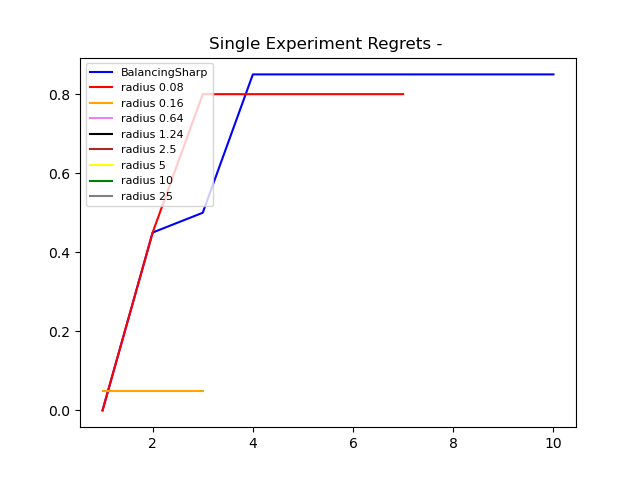 Single Experiment Regrets -
BalancingSharp
radius 0.08
radius 0.16
radius 0.64
radius 1.24
radius 2.5
radius 5
radius 10
radius 25
0.8
0.6
0.4
0.2
0.0
2 4 6 8 10